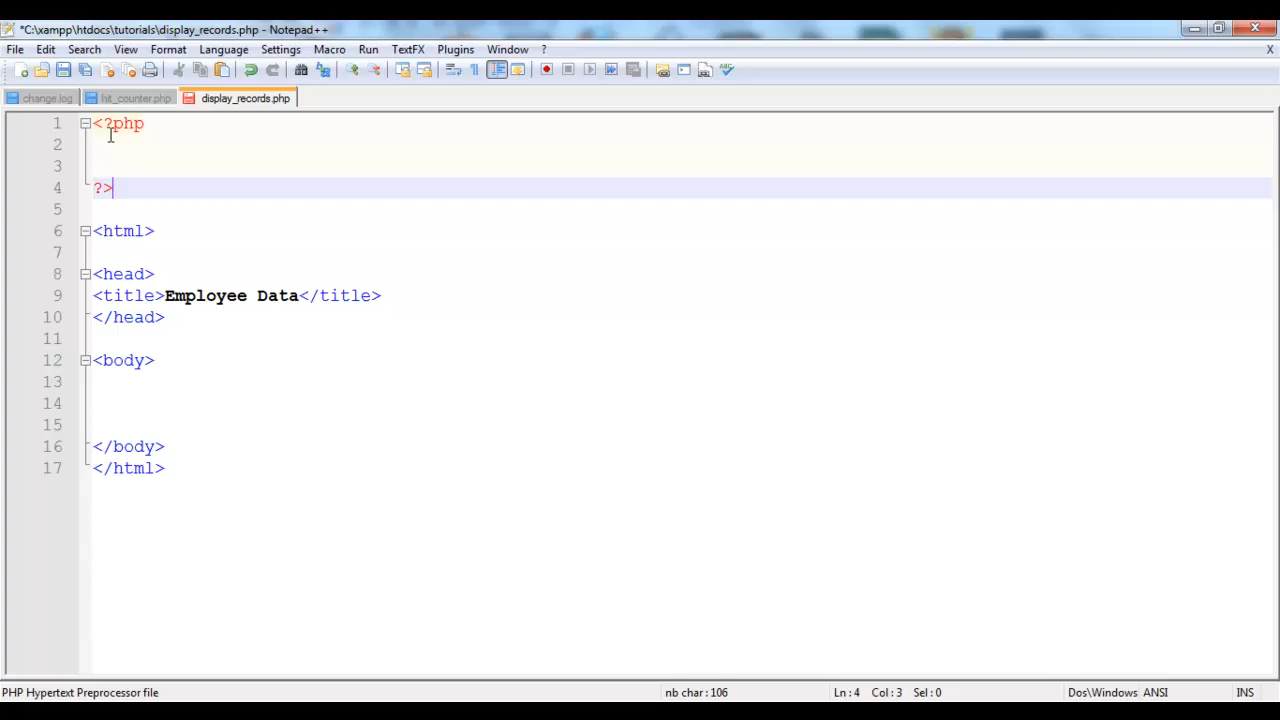 *C:\xampp\htdocs\tutorials\display_records.php - Notepad++
File Edit Search View Format Language Settings Macro Run TextFX Plugins Window ? X
change.log hit_counter.php display_records.php
1 <?php
2
3
4 ?>
5
6 <html>
7
8 <head>
9 <title>Employee Data</title>
10 </head>
11
12 <body>
13
14
15
16 </body>
17 </html>
PHP Hypertext Preprocessor file nb char : 106 Ln : 4 Col : 3 Sel : 0 Dos\Windows ANSI INS